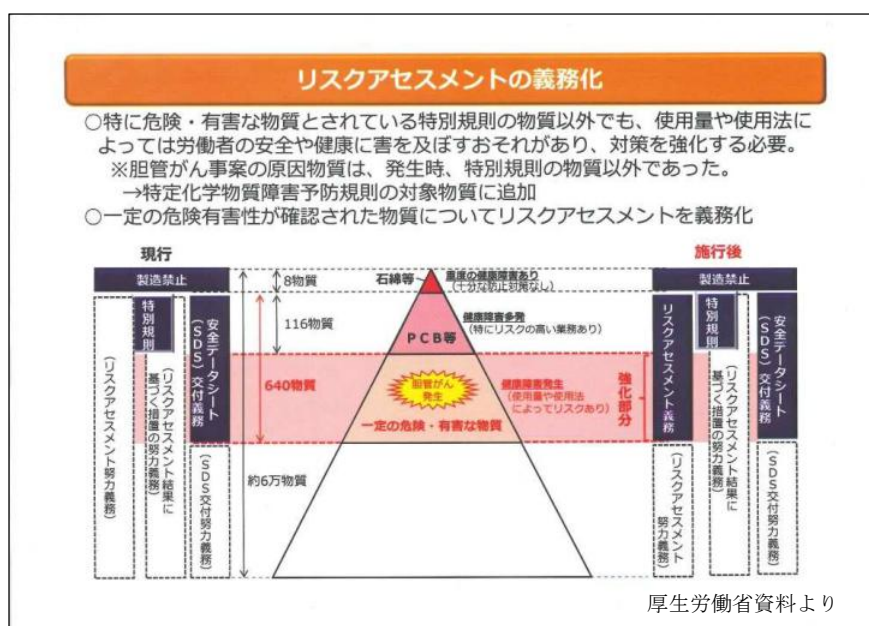 リスクアセスメントの義務化
○特に危険・有害な物質とされている特別規則の物質以外でも、使用量や使用法に
よっては労働者の安全や健康に害を及ぼすおそれがあり、対策を強化する必要。
※胆管がん事案の原因物質は、発生時、特別規則の物質以外であった。
→特定化学物質障害予防規則の対象物質に追加
○一定の危険有害性が確認された物質についてリスクアセスメントを義務化
現行
施行後
製造禁止
8物質
石綿等
重度の健康障害あり
(十分な防止対策なし)
製造禁止
特別規則
安全データシート
(SDS)交付義務
116物質
PCB等
健康障害多発
(特にリスクの高い業務あり)
リスクアセスメント義務
特別規則
安全データシート
(SDS)交付義務
(リスクアセスメント努力義務)
(リスクアセスメント結果に
基づく措置の努力義務)
640物質
胆管がん
発生
健康障害発生
(使用量や使用法
によってリスクあり)
強化部分
一定の危険・有害な物質
(SDS交付努力義務)
約6万物質
(リスクアセスメント
努力義務)
(リスクアセスメント結果に
基づく措置の努力義務)
(SDS交付努力義務)
厚生労働省資料より